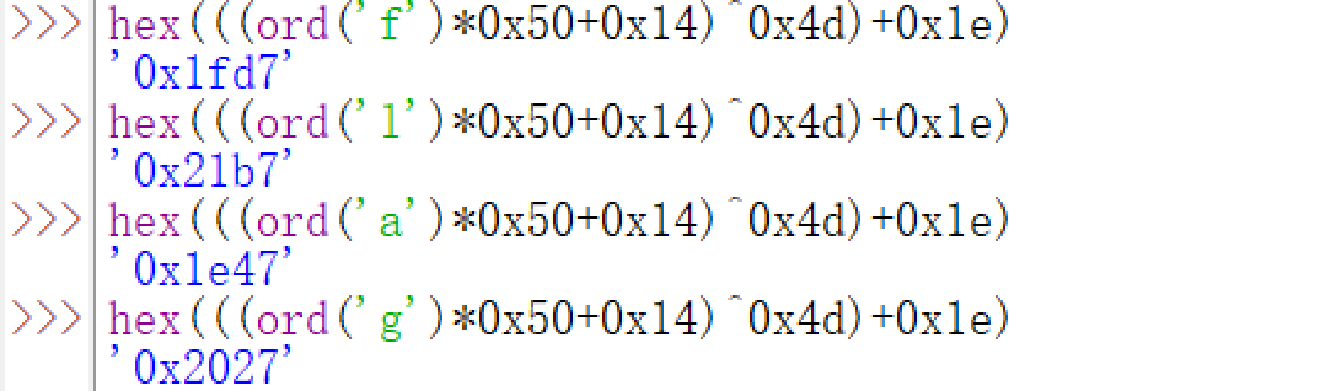 >>> hex(((ord('f')*0x50+0x14)^0x4d)+0x1e)
'0x1fd7'
>>> hex(((ord('l')*0x50+0x14)^0x4d)+0x1e)
'0x21b7'
>>> hex(((ord('a')*0x50+0x14)^0x4d)+0x1e)
'0x1e47'
>>> hex(((ord('g')*0x50+0x14)^0x4d)+0x1e)
'0x2027'